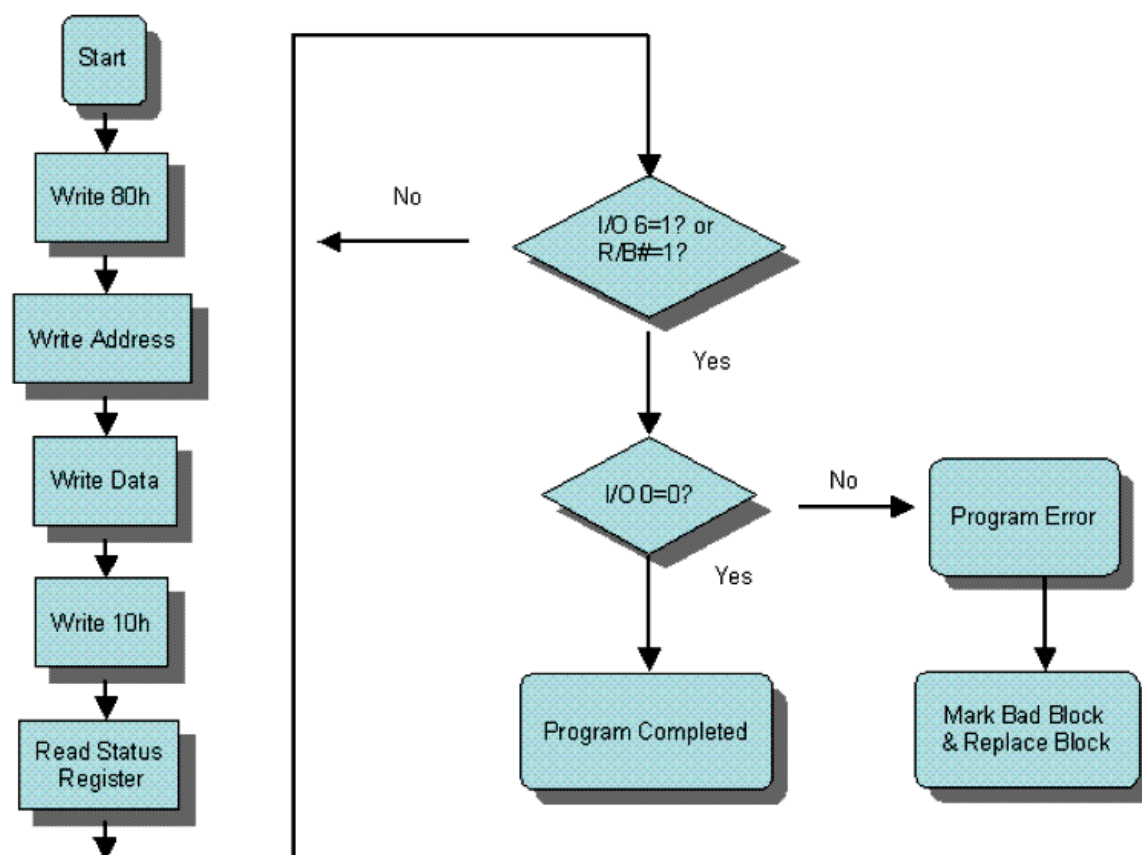 Start
Write 80h
Write Address
Write Data
Write 10h
Read Status
Register
No
I/O 6=1? or
R/B#=1?
Yes
I/O 0=0?
No
Program Error
Yes
Program Completed
Mark Bad Block
& Replace Block